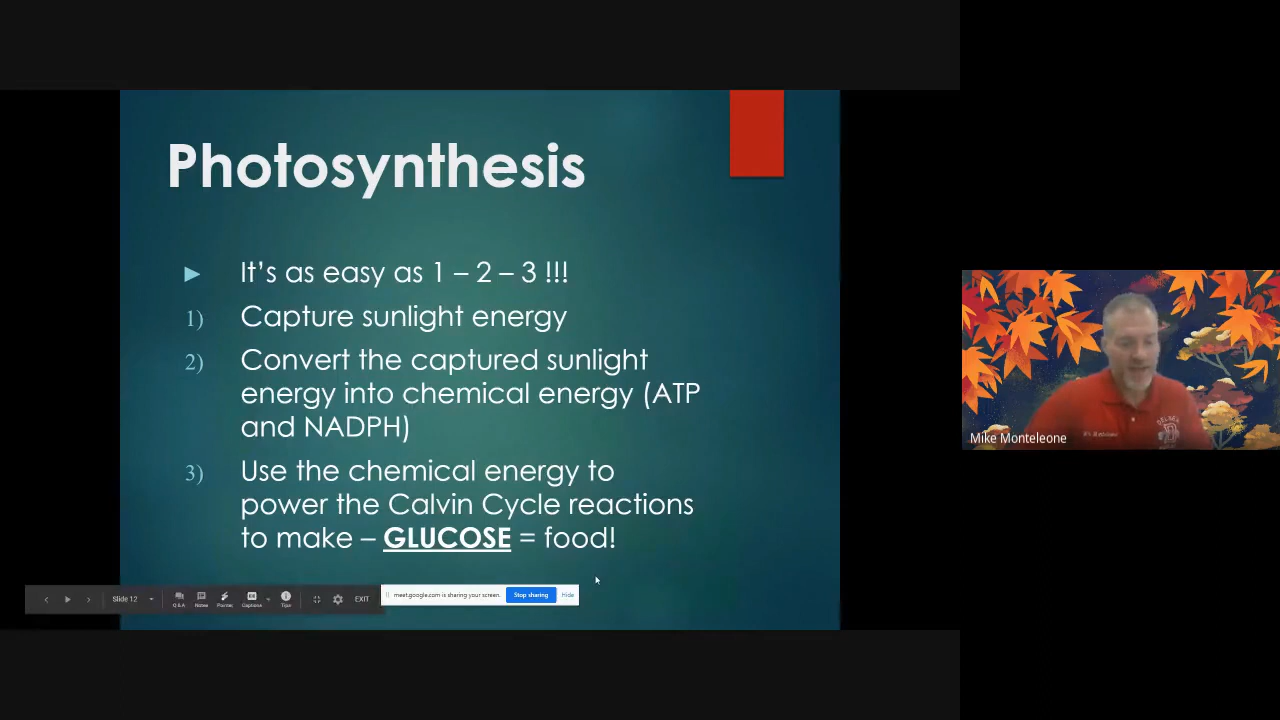 Photosynthesis
► It's as easy as 1 – 2 – 3 !!!
1) Capture sunlight energy
2) Convert the captured sunlight
energy into chemical energy (ATP
and NADPH)
3) Use the chemical energy to
power the Calvin Cycle reactions
to make – GLUCOSE = food!
Mike Monteleone
Slide 12
Q & A
Notes
Pointer
Captions
Tips
EXIT
meet.google.com is sharing your screen.
Stop sharing
Hide